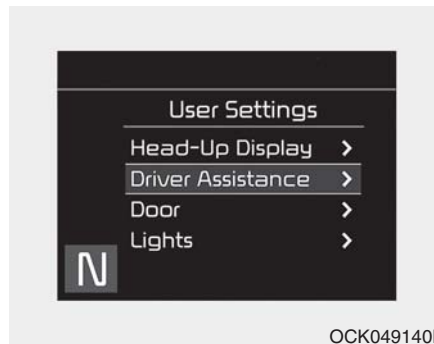 User Settings
Head-Up Display >
Driver Assistance >
Door >
Lights >
N
OCK049140